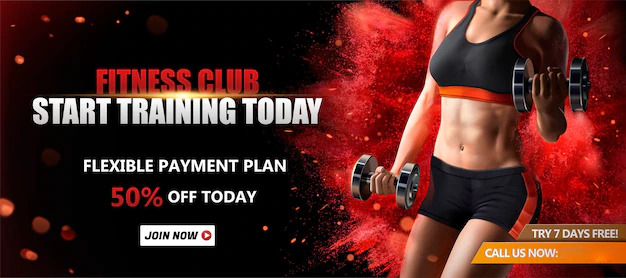 FITNESS CLUB
START TRAINING TODAY
FLEXIBLE PAYMENT PLAN
50% OFF TODAY
JOIN NOW
TRY 7 DAYS FREE!
CALL US NOW: